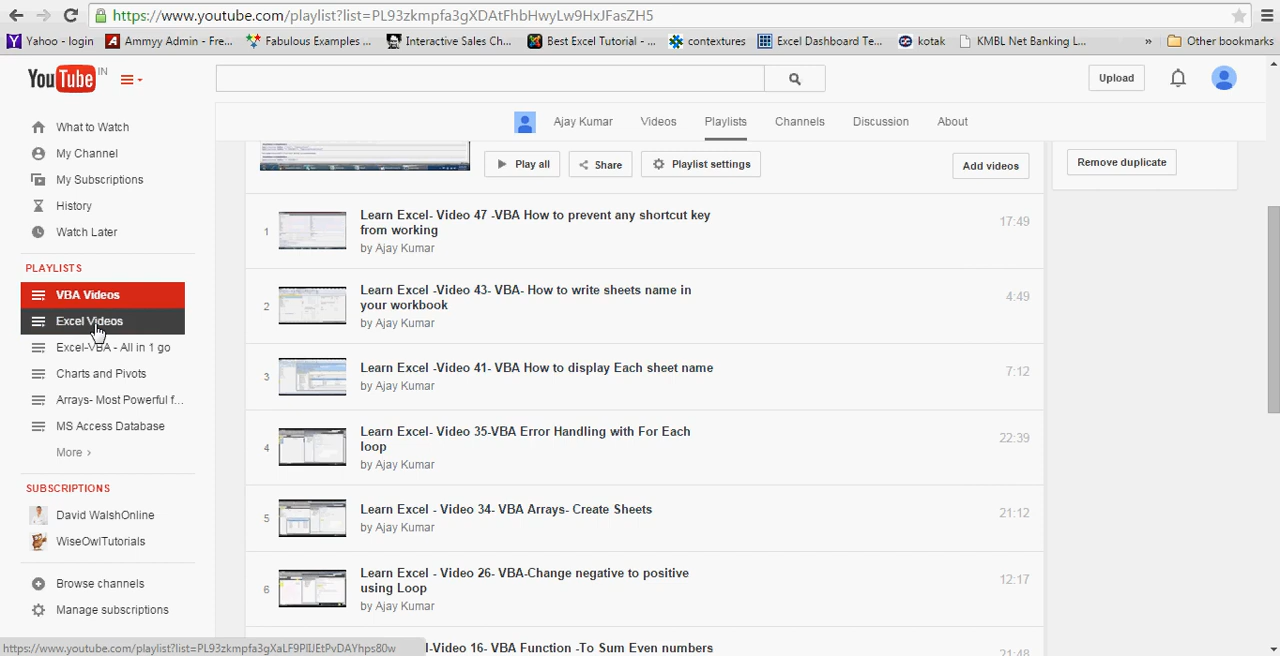 https://www.youtube.com/playlist?list=PL93zkmpfa3gXDAtFhbHwyLw9HxJFasZH5
Yahoo - login
Ammyy Admin - Fre...
Fabulous Examples ...
Interactive Sales Ch...
Best Excel Tutorial - ...
contextures
Excel Dashboard Te...
kotak
KMBL Net Banking L...
»
Other bookmarks
YouTube IN
Upload
Ajay Kumar
Videos
Playlists
Channels
Discussion
About
What to Watch
My Channel
My Subscriptions
History
Watch Later
PLAYLISTS
VBA Videos
Excel Videos
Excel-VBA - All in 1 go
Charts and Pivots
Arrays- Most Powerful f...
MS Access Database
More ›
SUBSCRIPTIONS
David WalshOnline
WiseOwlTutorials
Browse channels
Manage subscriptions
Play all
Share
Playlist settings
Add videos
Remove duplicate
1
Learn Excel- Video 47 -VBA How to prevent any shortcut key
from working
by Ajay Kumar
17:49
2
Learn Excel -Video 43- VBA- How to write sheets name in
your workbook
by Ajay Kumar
4:49
3
Learn Excel -Video 41- VBA How to display Each sheet name
by Ajay Kumar
7:12
4
Learn Excel- Video 35-VBA Error Handling with For Each
loop
by Ajay Kumar
22:39
5
Learn Excel - Video 34- VBA Arrays- Create Sheets
by Ajay Kumar
21:12
6
Learn Excel - Video 26- VBA-Change negative to positive
using Loop
by Ajay Kumar
12:17
l-Video 16- VBA Function -To Sum Even numbers
21:48